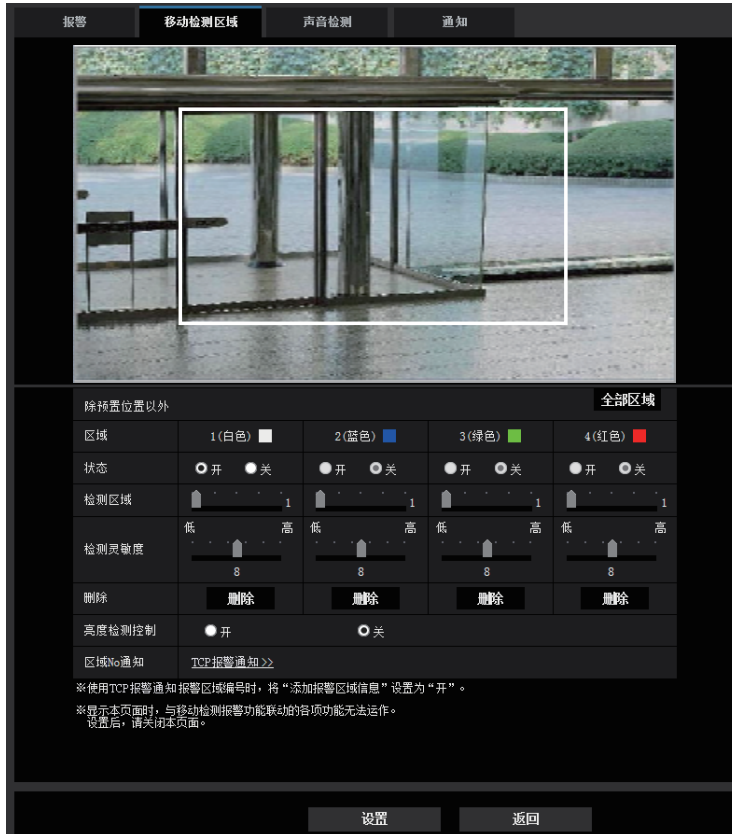 报警 移动检测区域 声音检测 通知
除预置位置以外 全部区域
区域 1(白色) 2(蓝色) 3(绿色) 4(红色)
状态 开 关 开 关 开 关 开 关
检测区域 1 1 1 1
低 高 低 高 低 高 低 高
检测灵敏度
8 8 8 8
删除 删除 删除 删除 删除
亮度检测控制 开 关
区域No通知 TCP报警通知>>
※使用TCP报警通知报警区域编号时，将“添加报警区域信息”设置为“开”。
※显示本页面时，与移动检测报警功能联动的各项功能无法运作。
设置后，请关闭本页面。
设置 返回